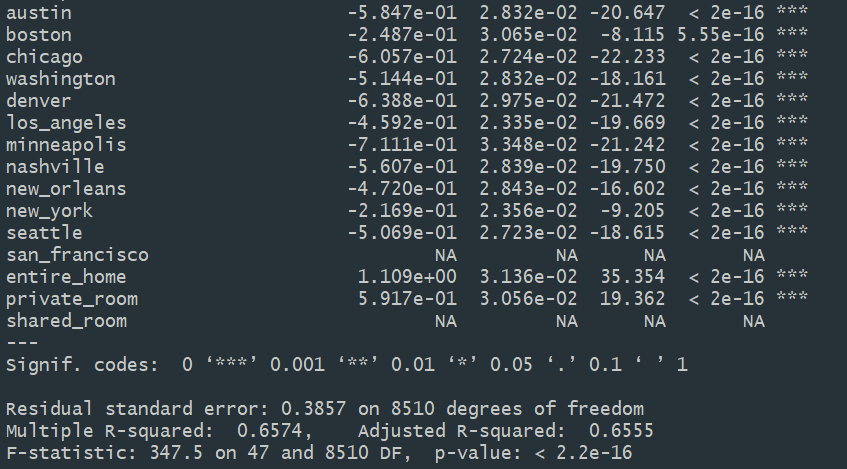 austin -5.847e-01 2.832e-02 -20.647 < 2e-16 ***
boston -2.487e-01 3.065e-02 -8.115 5.55e-16 ***
chicago -6.057e-01 2.724e-02 -22.233 < 2e-16 ***
washington -5.144e-01 2.832e-02 -18.161 < 2e-16 ***
denver -6.388e-01 2.975e-02 -21.472 < 2e-16 ***
los_angeles -4.592e-01 2.335e-02 -19.669 < 2e-16 ***
minneapolis -7.111e-01 3.348e-02 -21.242 < 2e-16 ***
nashville -5.607e-01 2.839e-02 -19.750 < 2e-16 ***
new_orleans -4.720e-01 2.843e-02 -16.602 < 2e-16 ***
new_york -2.169e-01 2.356e-02 -9.205 < 2e-16 ***
seattle -5.069e-01 2.723e-02 -18.615 < 2e-16 ***
san_francisco NA NA NA NA
entire_home 1.109e+00 3.136e-02 35.354 < 2e-16 ***
private_room 5.917e-01 3.056e-02 19.362 < 2e-16 ***
shared_room NA NA NA NA
---
Signif. codes: 0 ‘***’ 0.001 ‘**’ 0.01 ‘*’ 0.05 ‘.’ 0.1 ‘ ’ 1
Residual standard error: 0.3857 on 8510 degrees of freedom
Multiple R-squared: 0.6574, Adjusted R-squared: 0.6555
F-statistic: 347.5 on 47 and 8510 DF, p-value: < 2.2e-16